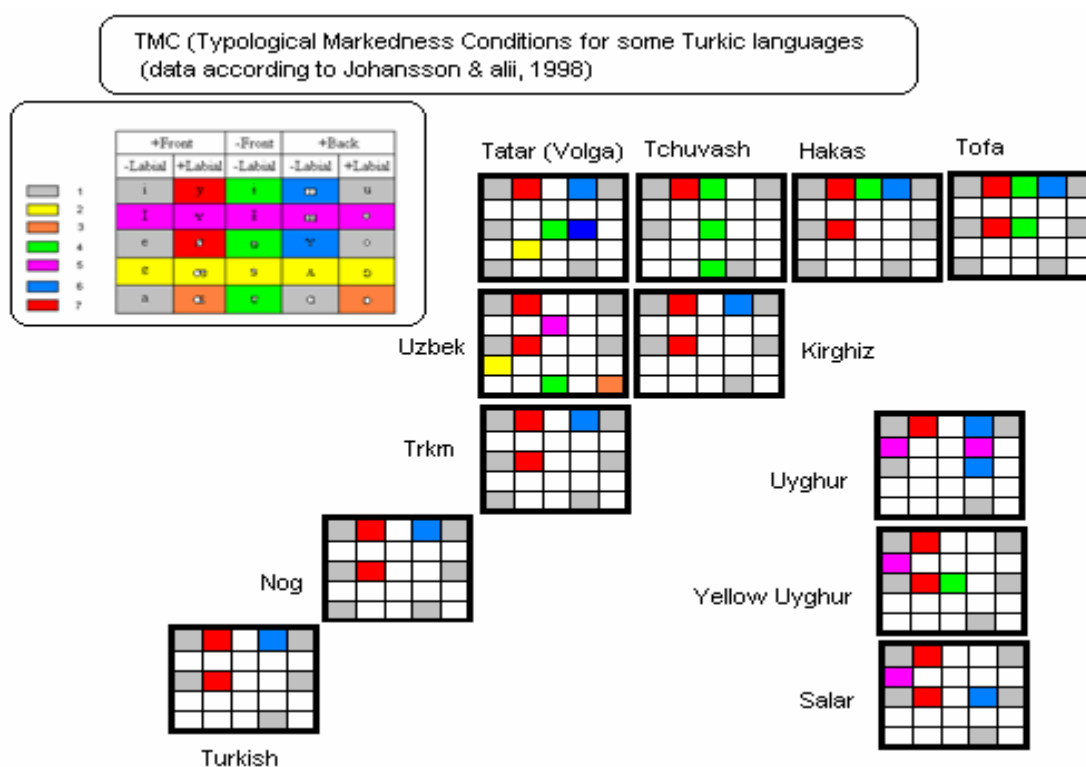 TMC (Typological Markedness Conditions for some Turkic languages
(data according to Johansson & alii, 1998)
+Front -Front +Back
-Labial +Labial -Labial -Labial +Labial
1 i y u
2
3 e o
4
5 a
6
7
Tatar (Volga) Tchuvash Hakas Tofa
Uzbek Kirghiz
Trkm Uyghur
Nog Yellow Uyghur
Salar
Turkish